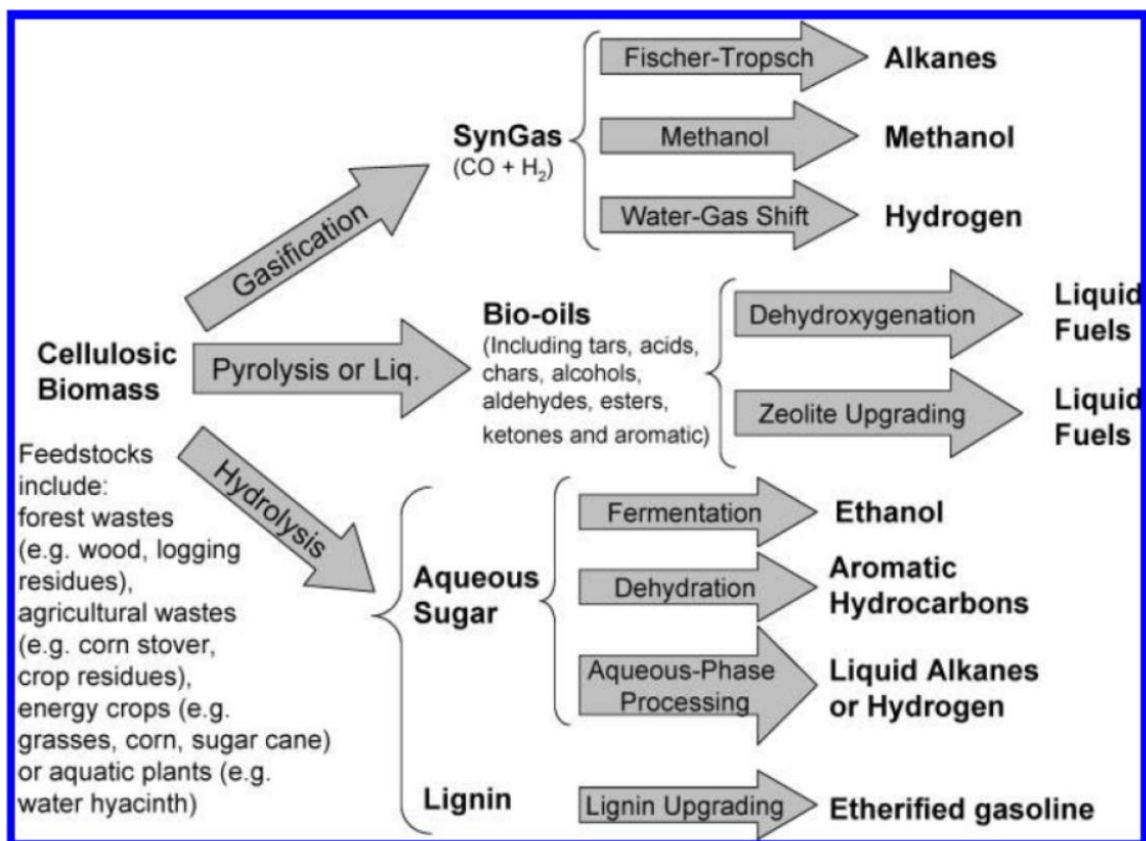 Fischer-Tropsch
Alkanes
SynGas
(CO + H₂)
Methanol
Methanol
Water-Gas Shift
Hydrogen
Gasification
Cellulosic
Biomass
Pyrolysis or Liq.
Bio-oils
(Including tars, acids,
chars, alcohols,
aldehydes, esters,
ketones and aromatic)
Dehydroxygenation
Liquid
Fuels
Zeolite Upgrading
Liquid
Fuels
Feedstocks
include:
forest wastes
(e.g. wood, logging
residues),
agricultural wastes
(e.g. corn stover,
crop residues),
energy crops (e.g.
grasses, corn, sugar cane)
or aquatic plants (e.g.
water hyacinth)
Hydrolysis
Aqueous
Sugar
Fermentation
Ethanol
Dehydration
Aromatic
Hydrocarbons
Aqueous-Phase
Processing
Liquid Alkanes
or Hydrogen
Lignin
Lignin Upgrading
Etherified gasoline